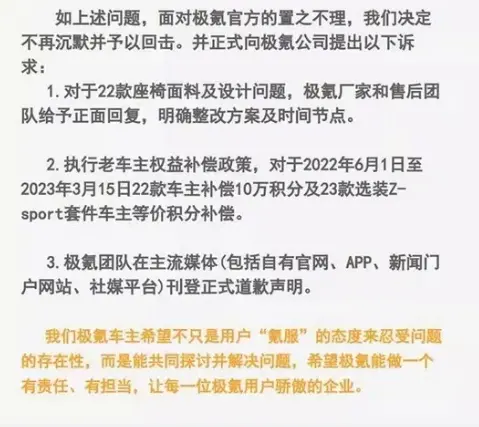 如上述问题，面对极氪官方的置之不理，我们决定
不再沉默并予以回击。并正式向极氪公司提出以下诉
求：
1.对于22款座椅面料及设计问题，极氪厂家和售后团
队给予正面回复，明确整改方案及时间节点。
2.执行老车主权益补偿政策，对于2022年6月1日至
2023年3月15日22款车主补偿10万积分及23款选装Z-
sport套件车主等价积分补偿。
3.极氪团队在主流媒体(包括自有官网、APP、新闻门
户网站、社媒平台)刊登正式道歉声明。
我们极氪车主希望不只是用户“氪服”的态度来忍受问题
的存在性，而是能共同探讨并解决问题，希望极氪能做一个
有责任、有担当，让每一位极氪用户骄傲的企业。